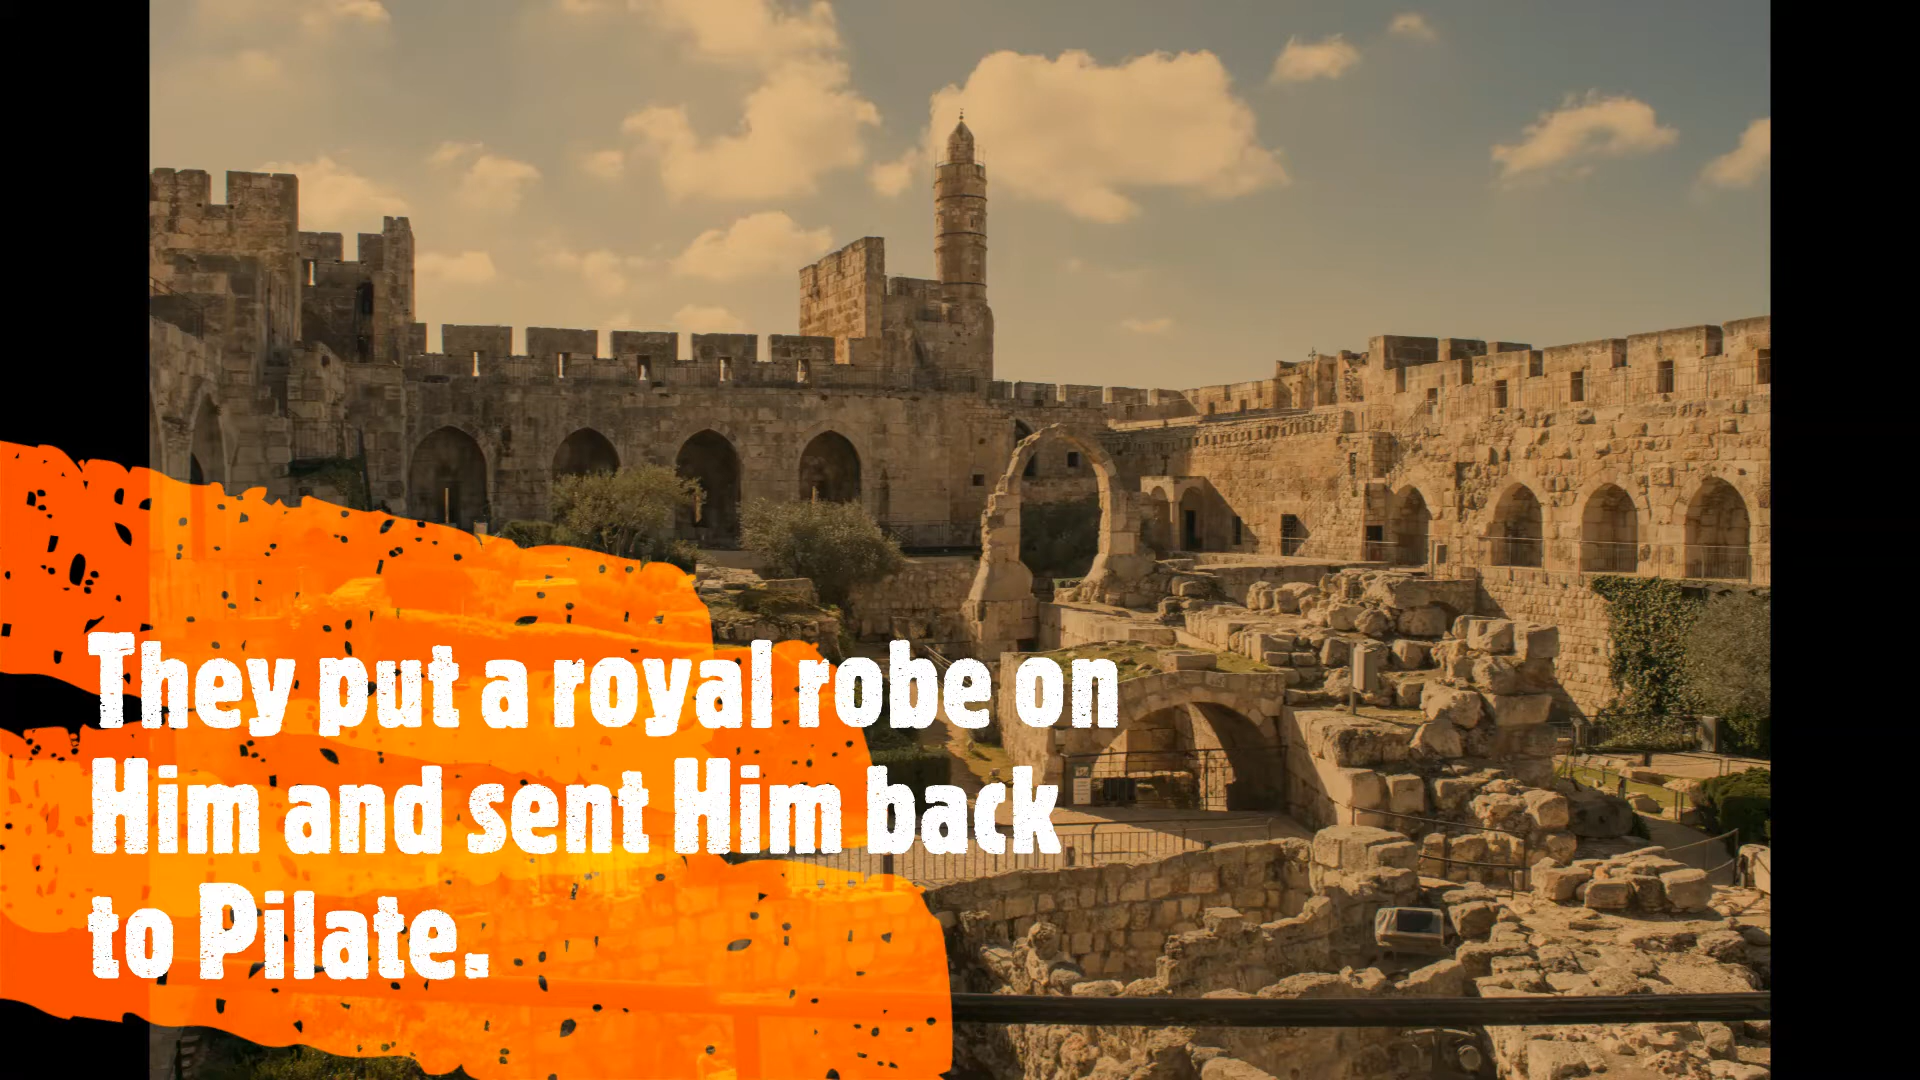 They put a royal robe on
Him and sent Him back
to Pilate.